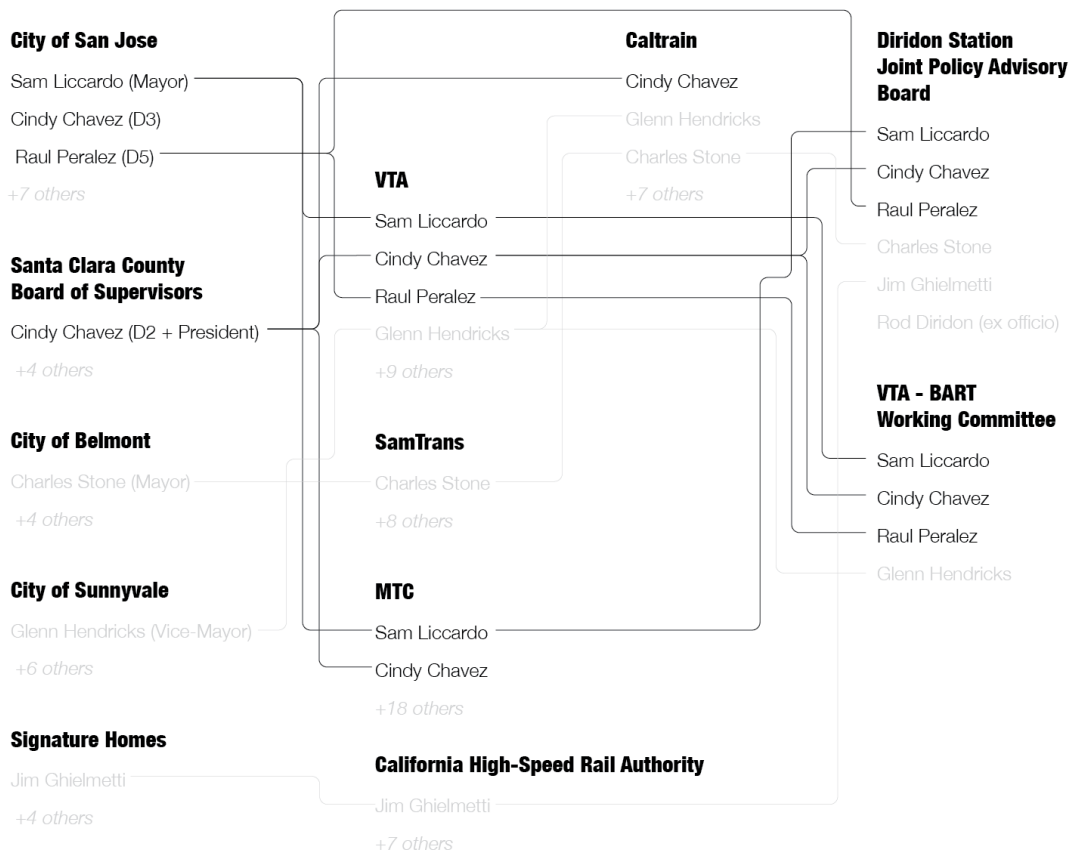 City of San Jose
Sam Liccardo (Mayor)
Cindy Chavez (D3)
Raul Peralez (D5)
+7 others
Santa Clara County
Board of Supervisors
Cindy Chavez (D2 + President)
+4 others
City of Belmont
Charles Stone (Mayor)
+4 others
City of Sunnyvale
Glenn Hendricks (Vice-Mayor)
+6 others
Signature Homes
Jim Ghielmetti
+4 others
VTA
Sam Liccardo
Cindy Chavez
Raul Peralez
Glenn Hendricks
+9 others
SamTrans
Charles Stone
+8 others
MTC
Sam Liccardo
Cindy Chavez
+18 others
California High-Speed Rail Authority
Jim Ghielmetti
+7 others
Caltrain
Cindy Chavez
Glenn Hendricks
Charles Stone
+7 others
Diridon Station
Joint Policy Advisory
Board
Sam Liccardo
Cindy Chavez
Raul Peralez
Charles Stone
Jim Ghielmetti
Rod Diridon (ex officio)
VTA - BART
Working Committee
Sam Liccardo
Cindy Chavez
Raul Peralez
Glenn Hendricks